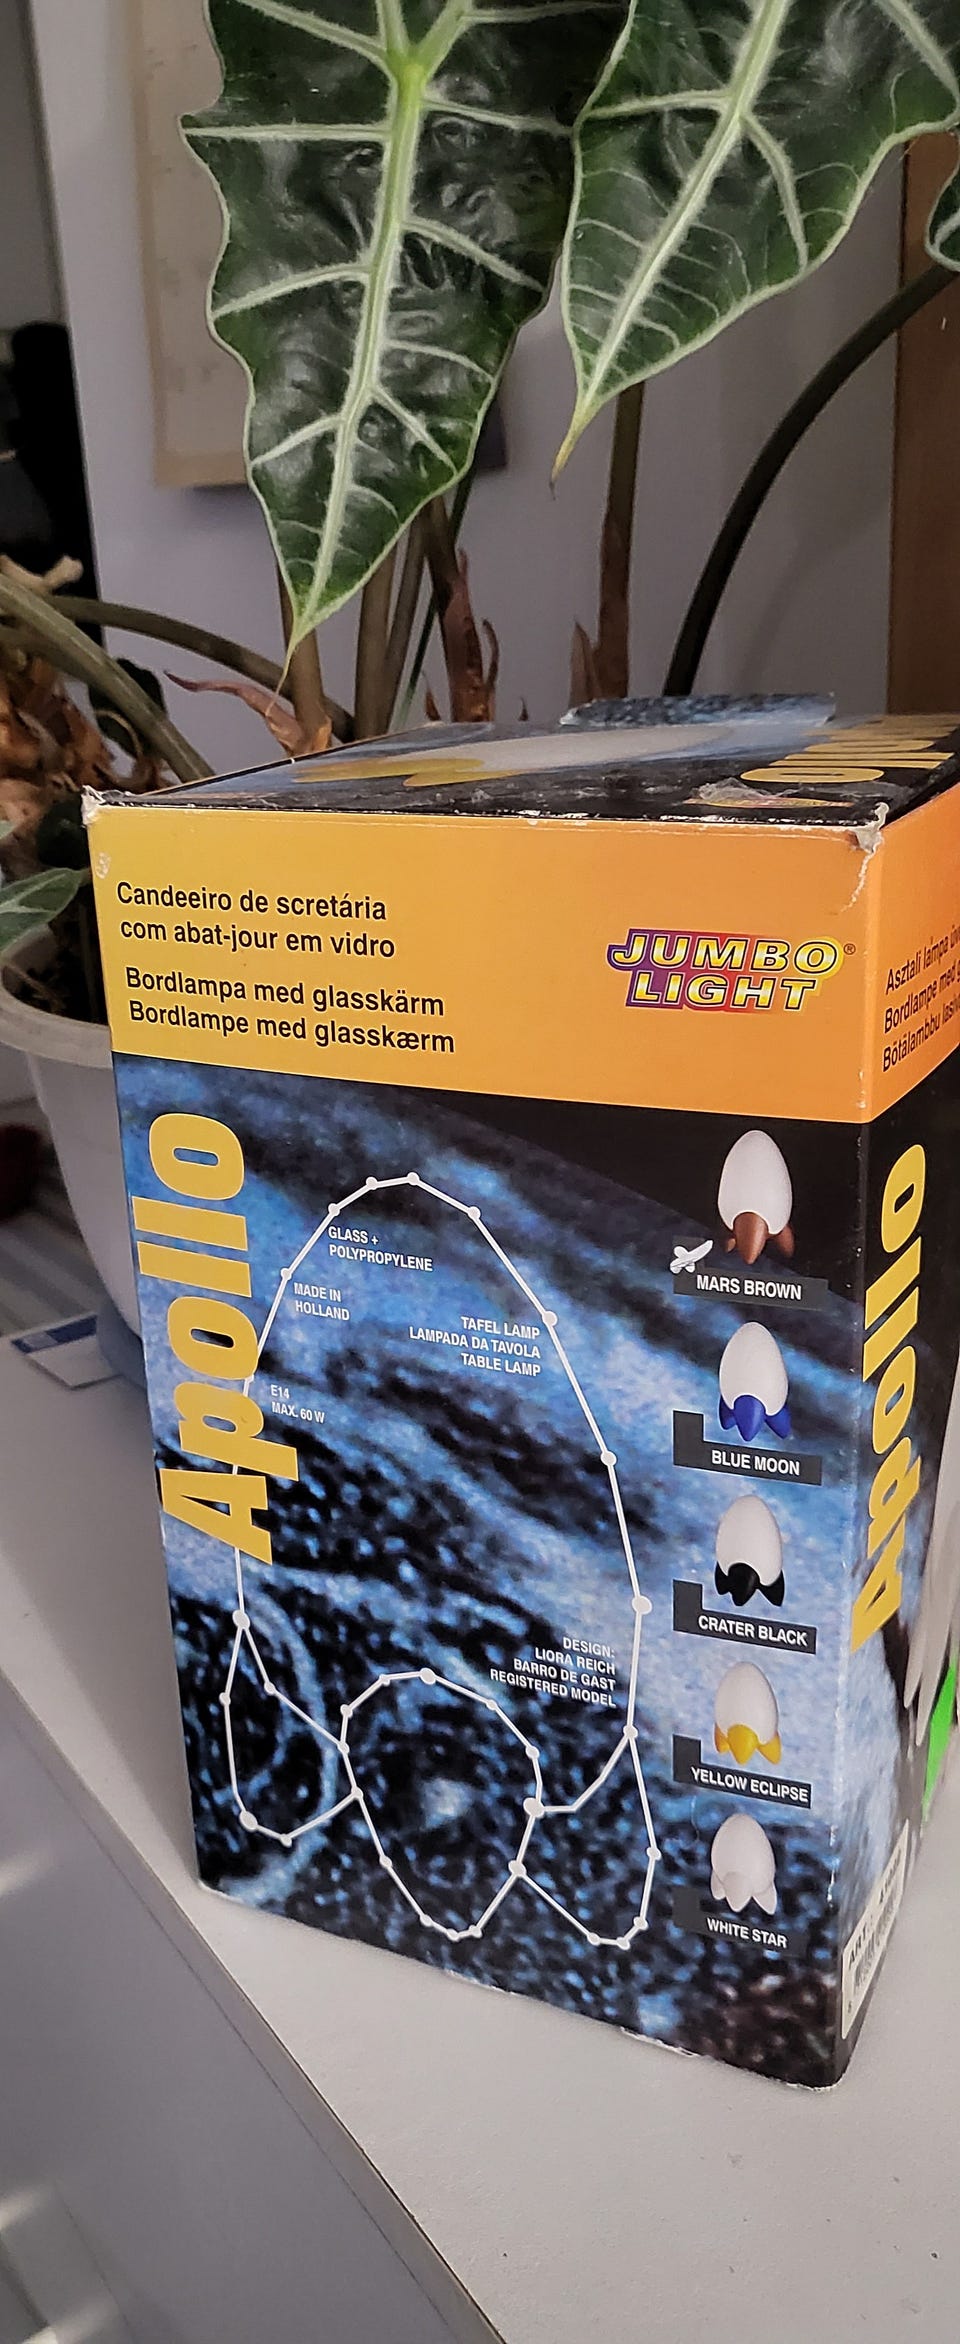 Candeeiro de scretária
com abat-jour em vidro
Bordlampa med glasskärm
Bordlampe med glasskærm
JUMBO®
LIGHT
Apollo
GLASS +
POLYPROPYLENE
MADE IN
HOLLAND
TAFEL LAMP
LAMPADA DA TAVOLA
TABLE LAMP
E14
MAX. 60 W
DESIGN:
LIORA REICH
BARRO DE GAST
REGISTERED MODEL
MARS BROWN
BLUE MOON
CRATER BLACK
YELLOW ECLIPSE
WHITE STAR
Asztali lámpa
Bordlampe med
Apollo